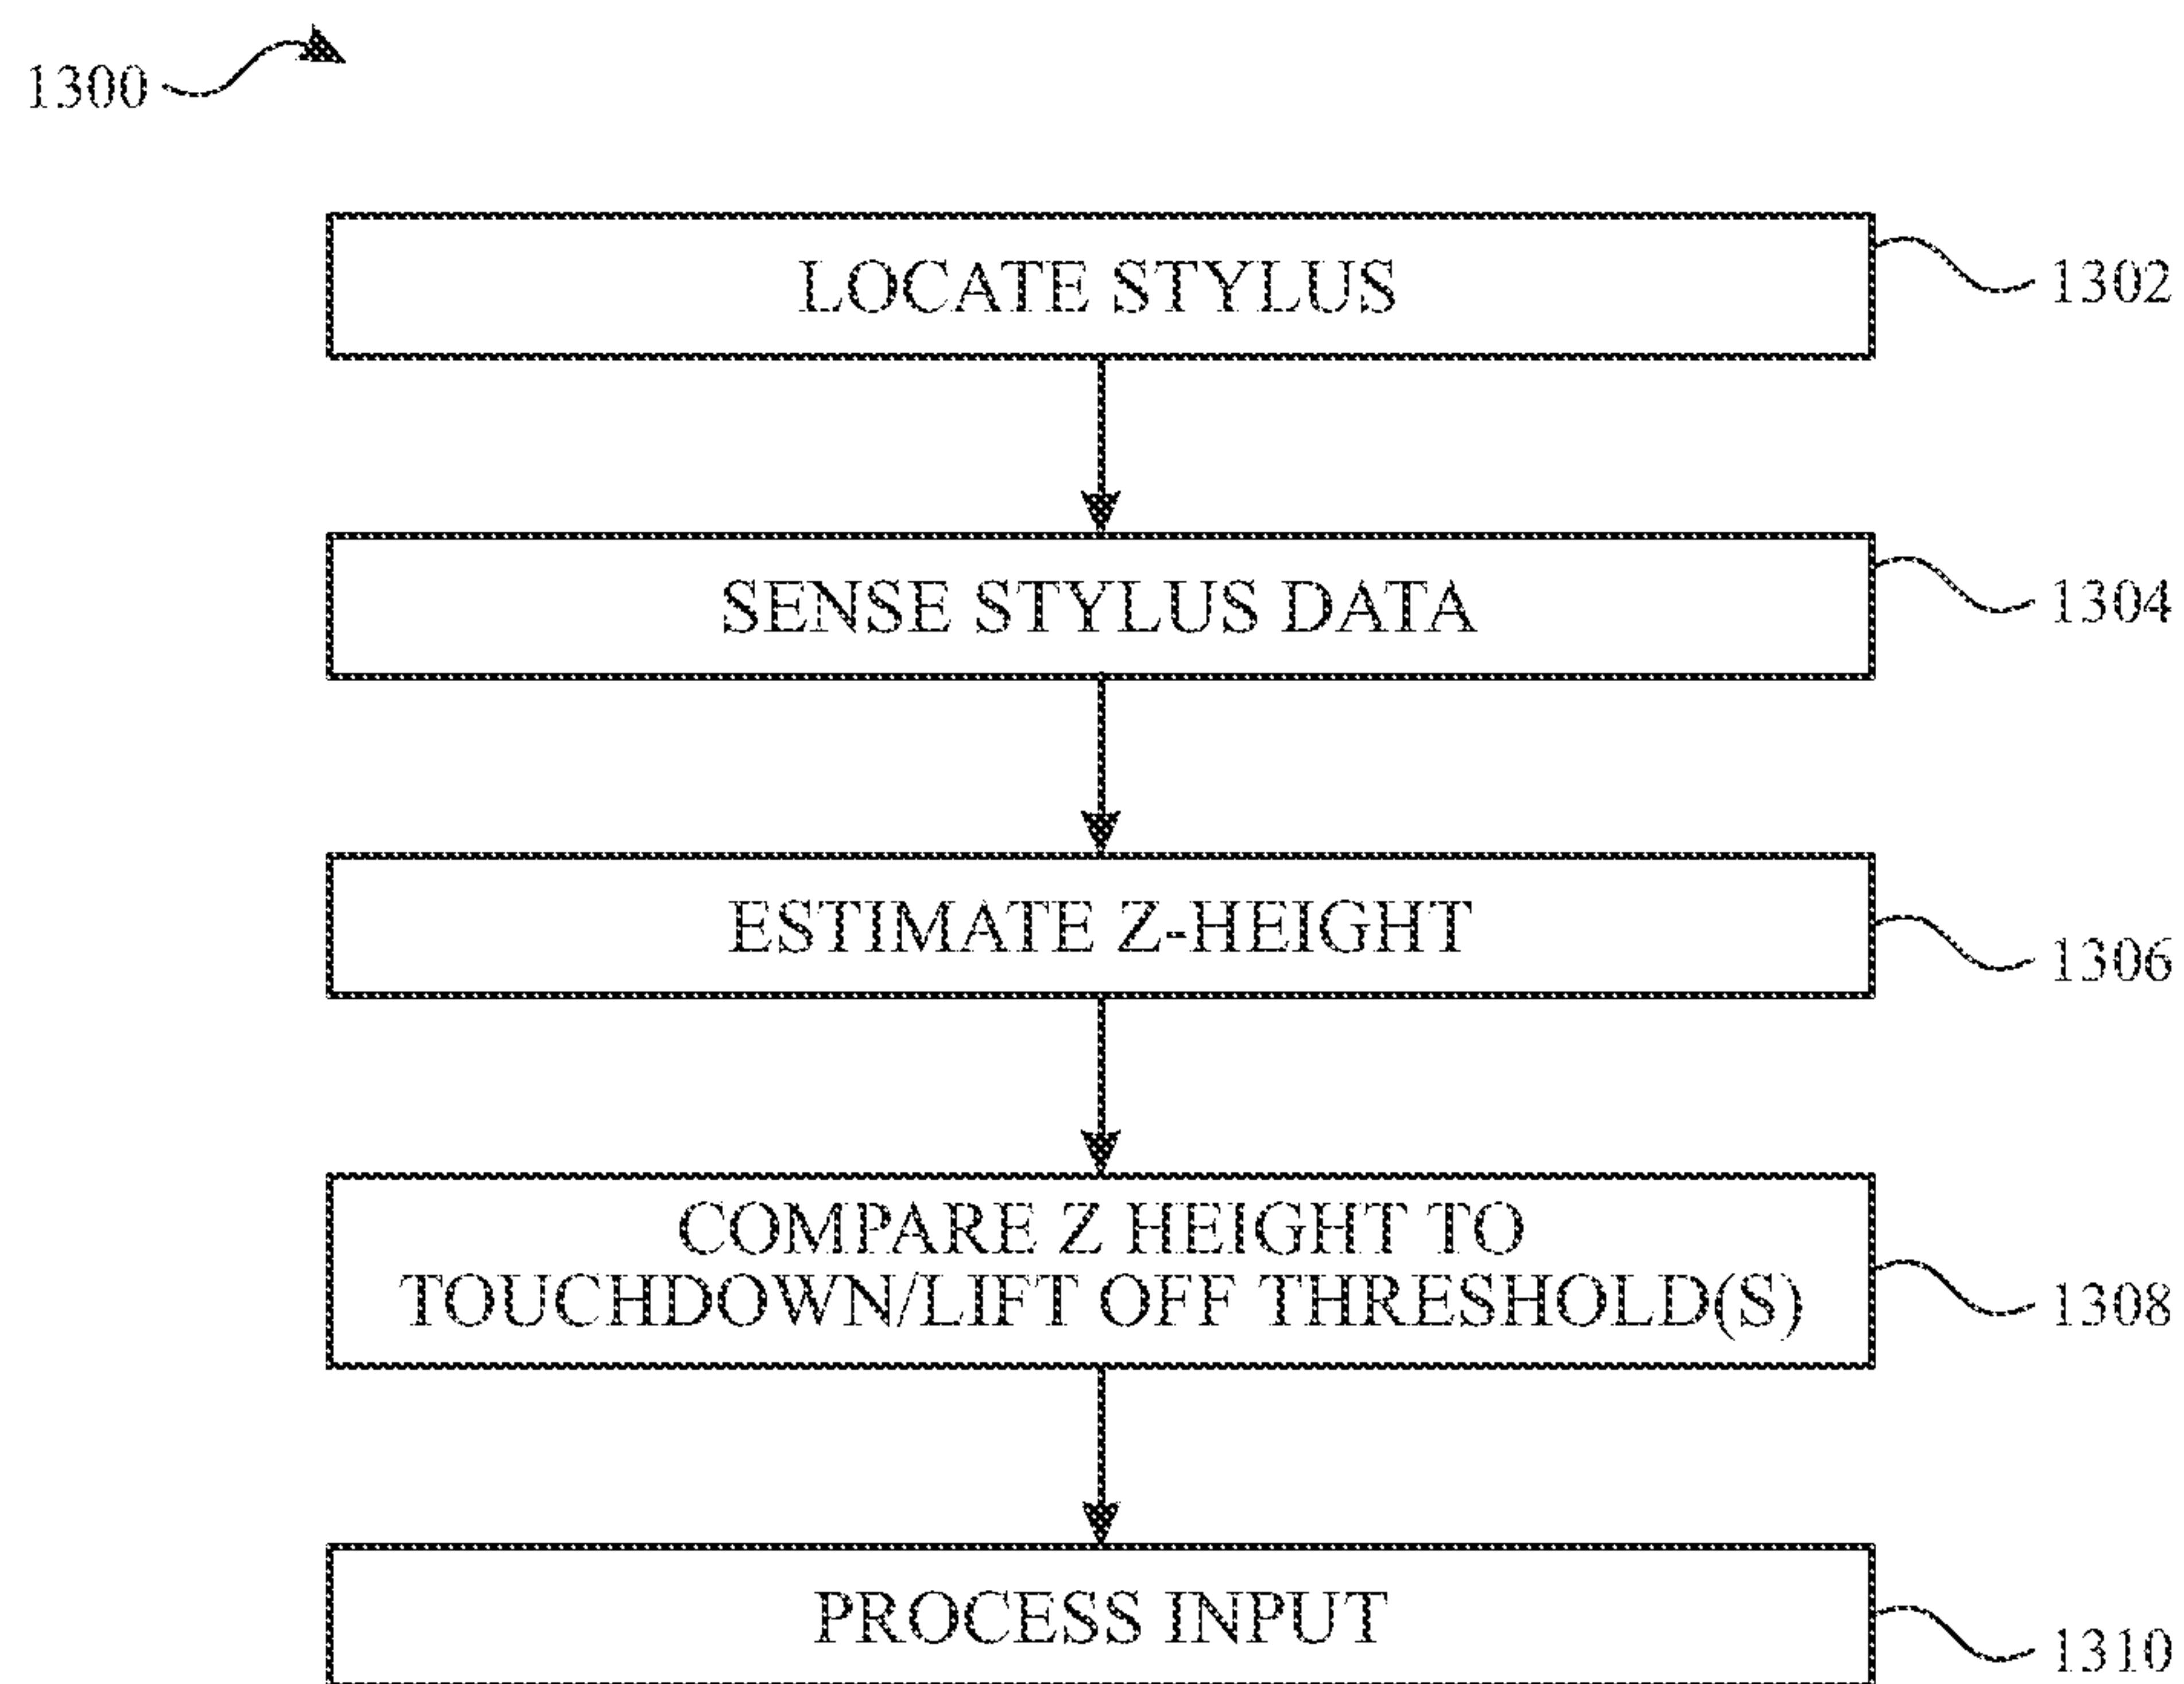 1300
LOCATE STYLUS
1302
SENSE STYLUS DATA
1304
ESTIMATE Z-HEIGHT
1306
COMPARE Z HEIGHT TO
TOUCHDOWN/LIFT OFF THRESHOLD(S)
1308
PROCESS INPUT
1310